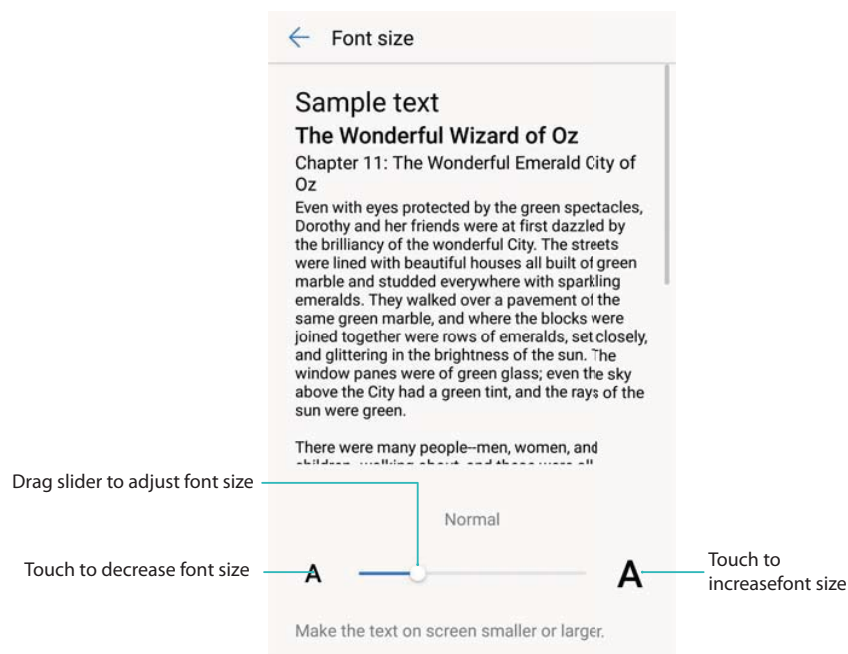 Font size
Sample text
The Wonderful Wizard of Oz
Chapter 11: The Wonderful Emerald City of
Oz
Even with eyes protected by the green spectacles,
Dorothy and her friends were at first dazzled by
the brilliancy of the wonderful City. The streets
were lined with beautiful houses all built of green
marble and studded everywhere with sparkling
emeralds. They walked over a pavement of the
same green marble, and where the blocks were
joined together were rows of emeralds, set closely,
and glittering in the brightness of the sun. The
window panes were of green glass; even the sky
above the City had a green tint, and the rays of the
sun were green.
There were many people--men, women, and
children, walking about, and these were all
Drag slider to adjust font size
Normal
Touch to decrease font size
A
A
Touch to
increasefont size
Make the text on screen smaller or larger.